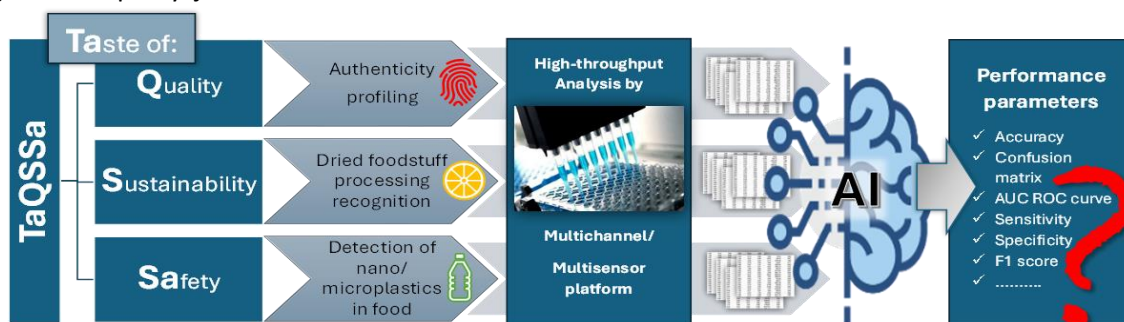 Taste of:
TaQSSa
Quality
Sustainability
Safety
Authenticity
profiling
Dried foodstuff
processing
recognition
Detection of
nano/
microplastics
in food
High-throughput
Analysis by
Multichannel/
Multisensor
platform
AI
Performance
parameters
✓ Accuracy
✓ Confusion
matrix
✓ AUC ROC curve
✓ Sensitivity
✓ Specificity
✓ F1 score
✓ ..........
?